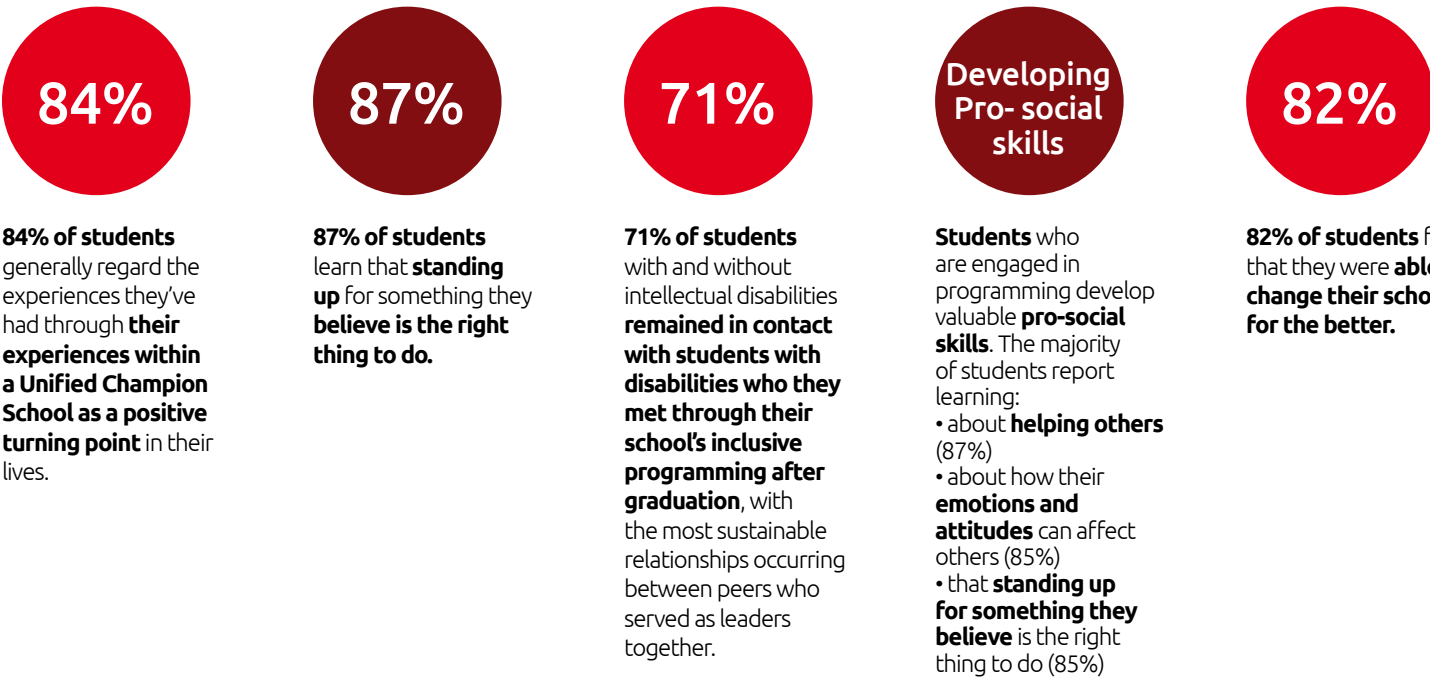 84%
84% of students
generally regard the
experiences they've
had through their
experiences within
a Unified Champion
School as a positive
turning point in their
lives.
87%
87% of students
learn that standing
up for something they
believe is the right
thing to do.
71%
71% of students
with and without
intellectual disabilities
remained in contact
with students with
disabilities who they
met through their
school's inclusive
programming after
graduation, with
the most sustainable
relationships occurring
between peers who
served as leaders
together.
Developing
Pro- social
skills
Students who
are engaged in
programming develop
valuable pro-social
skills. The majority
of students report
learning:
• about helping others
(87%)
• about how their
emotions and
attitudes can affect
others (85%)
• that standing up
for something they
believe is the right
thing to do (85%)
82%
82% of students
that they were
change their
for the better.